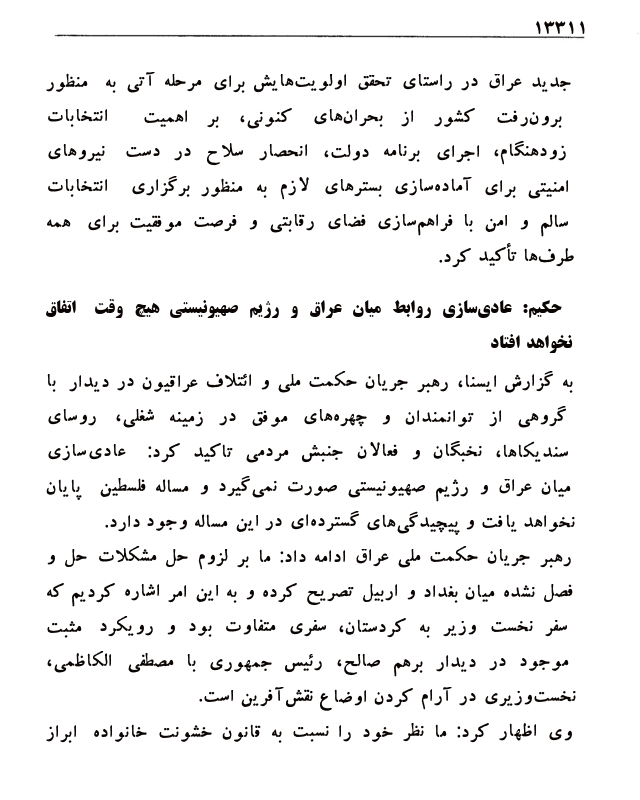 ۱۳۳۱۱
جدید عراق در راستای تحقق اولویت‌هایش برای مرحله آتی به منظور
برون‌رفت کشور از بحران‌های کنونی، بر اهمیت انتخابات
زودهنگام، اجرای برنامه دولت، انحصار سلاح در دست نیروهای
امنیتی برای آماده‌سازی بسترهای لازم به منظور برگزاری انتخابات
سالم و امن با فراهم‌سازی فضای رقابتی و فرصت موفقیت برای همه
طرف‌ها تأکید کرد.
حکیم: عادی‌سازی روابط میان عراق و رژیم صهیونیستی هیچ وقت اتفاق
نخواهد افتاد
به گزارش ایسنا، رهبر جریان حکمت ملی و ائتلاف عراقیون در دیدار با
گروهی از توانمندان و چهره‌های موفق در زمینه شغلی، روسای
سندیکاها، نخبگان و فعالان جنبش مردمی تاکید کرد: عادی‌سازی
میان عراق و رژیم صهیونیستی صورت نمی‌گیرد و مساله فلسطین پایان
نخواهد یافت و پیچیدگی‌های گسترده‌ای در این مساله وجود دارد.
رهبر جریان حکمت ملی عراق ادامه داد: ما بر لزوم حل مشکلات حل و
فصل نشده میان بغداد و اربیل تصریح کرده و به این امر اشاره کردیم که
سفر نخست وزیر به کردستان، سفری متفاوت بود و رویکرد مثبت
موجود در دیدار برهم صالح، رئیس جمهوری با مصطفی الکاظمی،
نخست‌وزیری در آرام کردن اوضاع نقش‌آفرین است.
وی اظهار کرد: ما نظر خود را نسبت به قانون خشونت خانواده ابراز